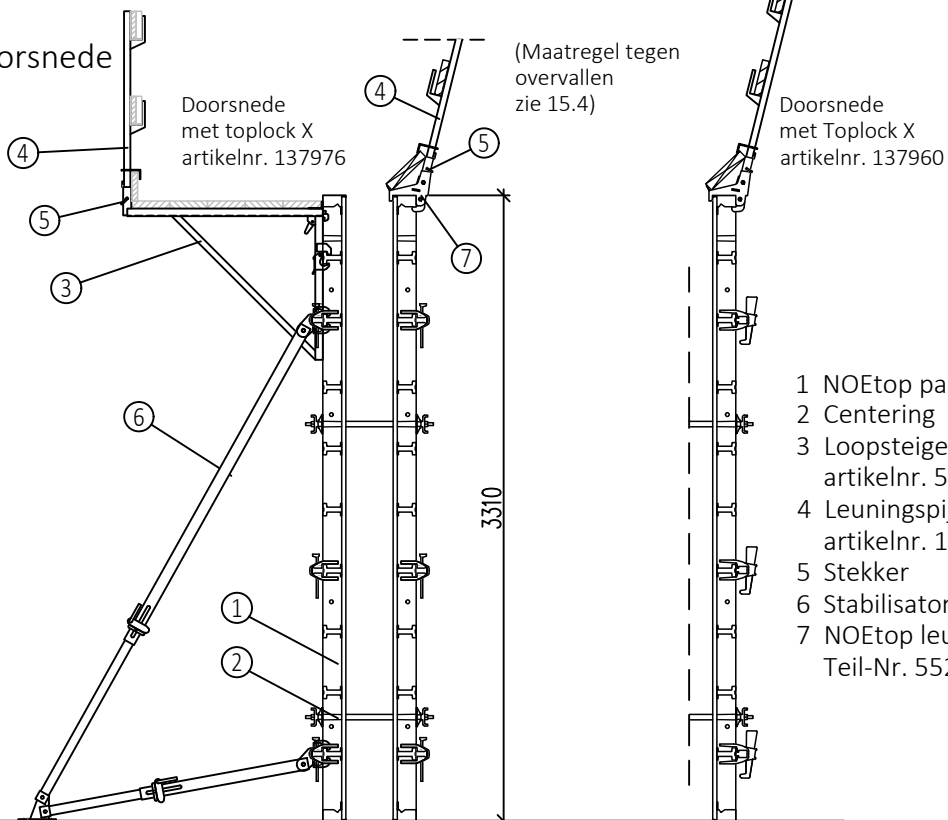 orsnede
Doorsnede
met toplock X
artikelnr. 137976
(Maatregel tegen
overvallen
zie 15.4)
Doorsnede
met Toplock X
artikelnr. 137960
4
5
3
6
1
2
4
5
7
3310
1 NOEtop pa
2 Centering
3 Loopsteige
artikelnr. 5
4 Leuningspij
artikelnr. 1
5 Stekker
6 Stabilisator
7 NOEtop leu
Teil-Nr. 552